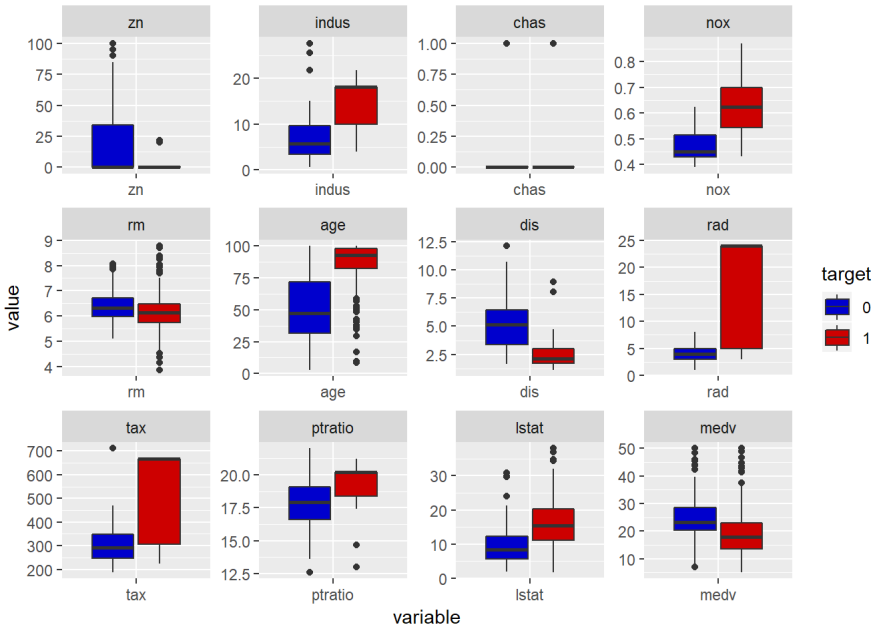 zn indus chas nox
100 75 50 25 0
20 10 0
1.00 0.75 0.50 0.25 0.00
0.8 0.7 0.6 0.5 0.4
zn indus chas nox
rm age dis rad
9 8 7 6 5 4
100 75 50 25 0
12.5 10.0 7.5 5.0 2.5
25 20 15 10 5 0
rm age dis rad
tax ptratio lstat medv
700 600 500 400 300 200
20.0 17.5 15.0 12.5
30 20 10 0
50 40 30 20 10
tax ptratio lstat medv
value
variable
target
0
1